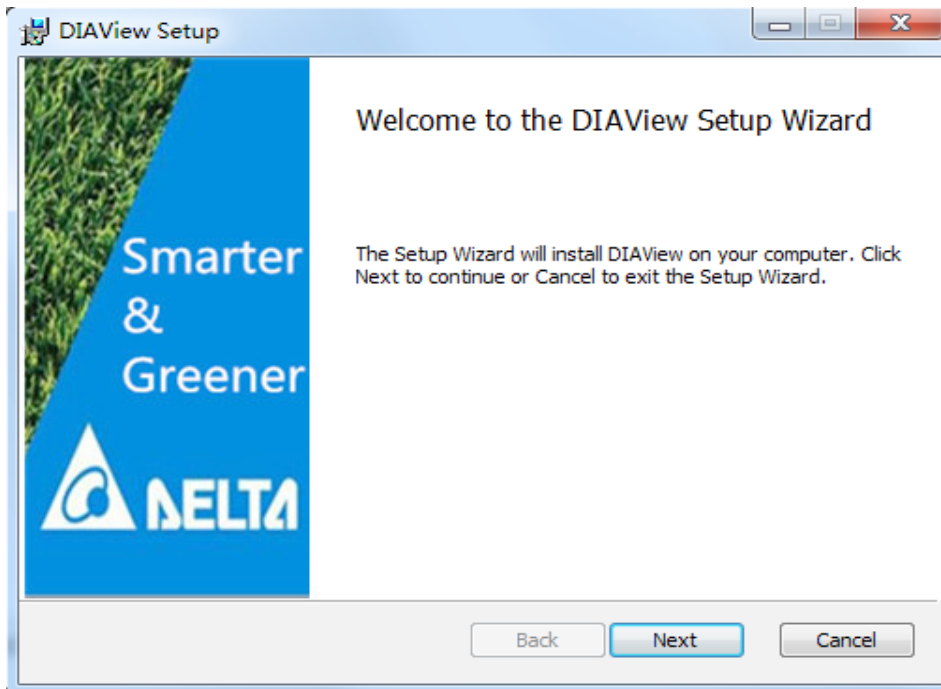 DIAView Setup
Welcome to the DIAView Setup Wizard
The Setup Wizard will install DIAView on your computer. Click
Next to continue or Cancel to exit the Setup Wizard.
Smarter
&
Greener
DELTA
Back
Next
Cancel